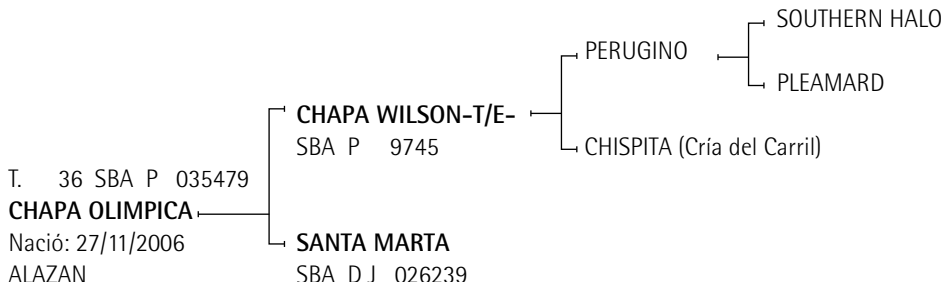 SOUTHERN HALO
PERUGINO
PLEAMARD
CHAPA WILSON-T/E-
SBA P 9745
CHISPITA (Cría del Carril)
T. 36 SBA P 035479
CHAPA OLIMPICA
Nació: 27/11/2006
ALAZAN
SANTA MARTA
SBA D J 026239